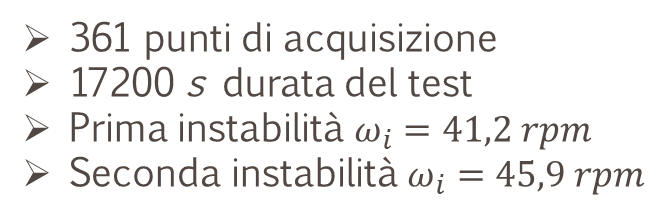 ➢ 361 punti di acquisizione
➢ 17200 s durata del test
➢ Prima instabilità ωᵢ = 41,2 rpm
➢ Seconda instabilità ωᵢ = 45,9 rpm